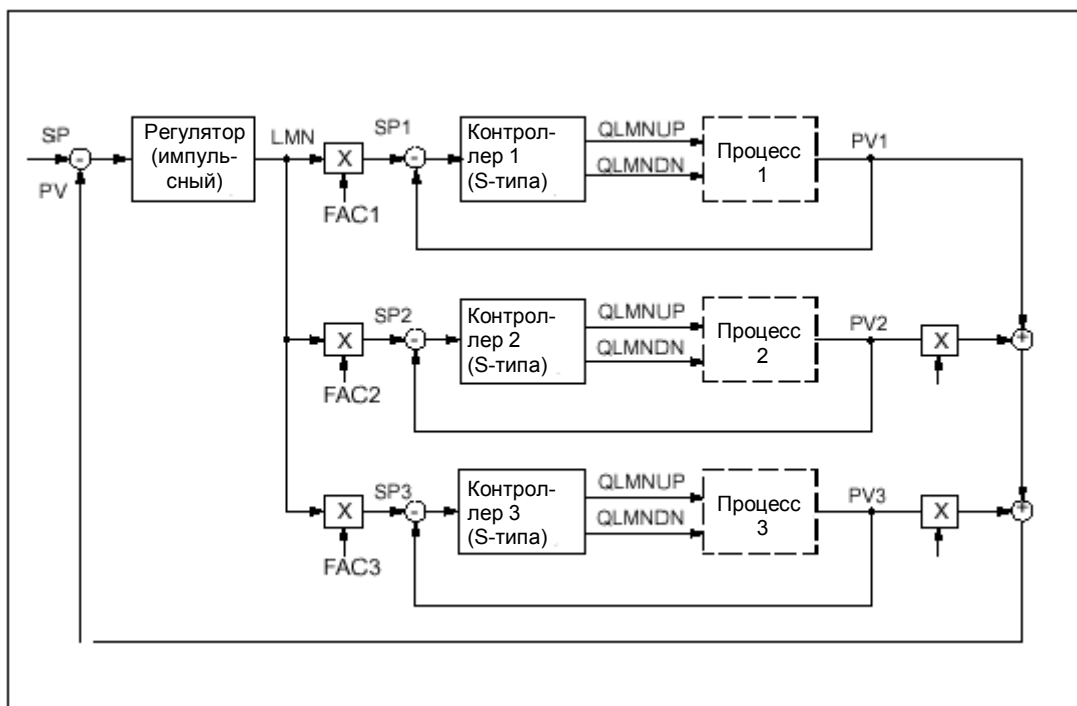 SP
PV
Регулятор
(импуль-
сный)
LMN
X
FAC1
SP1
-
-
Контрол-
лер 1
(S-типа)
QLMNUP
QLMNDN
Процесс
1
PV1
X
FAC2
SP2
-
Контрол-
лер 2
(S-типа)
QLMNUP
QLMNDN
Процесс
2
PV2
X
+
X
FAC3
SP3
-
Контрол-
лер 3
(S-типа)
QLMNUP
QLMNDN
Процесс
3
PV3
X
+